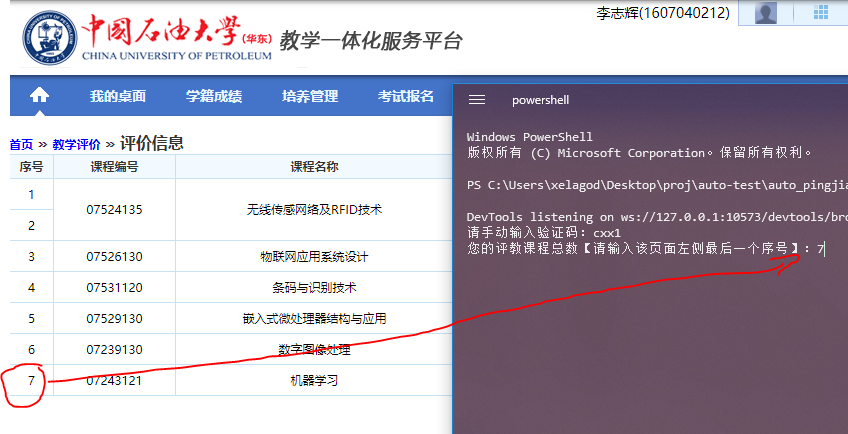 李志辉(1607040212)
中国石油大学(华东)
CHINA UNIVERSITY OF PETROLEUM
教学一体化服务平台
我的桌面 学籍成绩 培养管理 考试报名
首页 » 教学评价 » 评价信息
序号 课程编号 课程名称
1
07524135 无线传感网络及RFID技术
2
3 07526130 物联网应用系统设计
4 07531120 条码与识别技术
5 07529130 嵌入式微处理器结构与应用
6 07239130 数字图像处理
7 07243121 机器学习
powershell
Windows PowerShell
版权所有 (C) Microsoft Corporation。保留所有权利。
PS C:\Users\xelagod\Desktop\proj\auto-test\auto_pingjia
DevTools listening on ws://127.0.0.1:10573/devtools/bro
请手动输入验证码: cxx1
您的评教课程总数【请输入该页面左侧最后一个序号】: 7